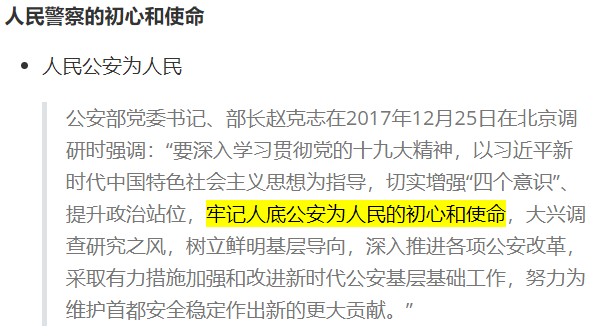 人民警察的初心和使命
• 人民公安为人民
公安部党委书记、部长赵克志在2017年12月25日在北京调
研时强调：“要深入学习贯彻党的十九大精神，以习近平新
时代中国特色社会主义思想为指导，切实增强“四个意识”、
提升政治站位，牢记人底公安为人民的初心和使命，大兴调
查研究之风，树立鲜明基层导向，深入推进各项公安改革，
采取有力措施加强和改进新时代公安基层基础工作，努力为
维护首都安全稳定作出新的更大贡献。”